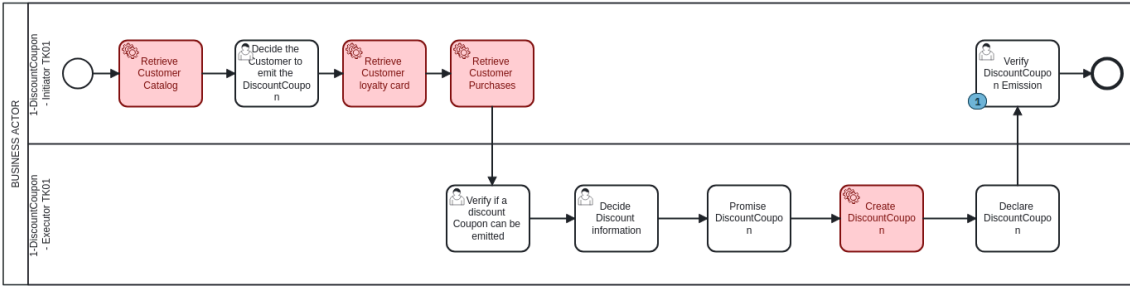 BUSINESS ACTOR
1-DiscountCoupon
- Initiator TK01
Retrieve
Customer
Catalog
Decide the
Customer to
emit the
DiscountCoupo
n
Retrieve
Customer
loyalty card
Retrieve
Customer
Purchases
Verify
DiscountCoupo
n Emission
1
1-DiscountCoupon
- Executor TK01
Verify if a
discount
Coupon can be
emitted
Decide
Discount
information
Promise
DiscountCoupo
n
Create
DiscountCoupo
n
Declare
DiscountCoupo
n